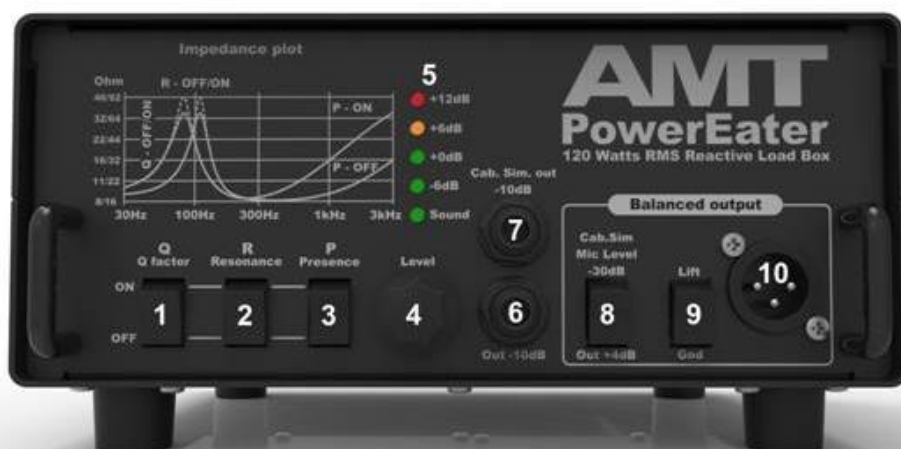 Impedance plot
Ohm
R - OFF/ON
Q - OFF/ON
P - ON
P - OFF
46/62
32/64
22/44
16/32
11/22
8/16
30Hz 100Hz 300Hz 1kHz 3kHz
5
+12dB
+6dB
+0dB
-6dB
Sound
AMT
PowerEater
120 Watts RMS Reactive Load Box
Cab. Sim. out
-10dB
7
6
Out -10dB
Q
Q factor
R
Resonance
P
Presence
Level
ON
OFF
1
2
3
4
Balanced output
Cab.Sim
Mic Level
-30dB
8
Out +4dB
Lift
9
Gnd
10